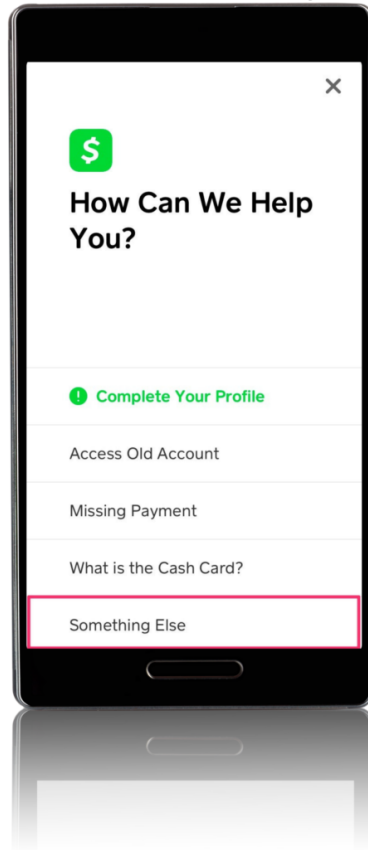 $
How Can We Help
You?
! Complete Your Profile
Access Old Account
Missing Payment
What is the Cash Card?
Something Else